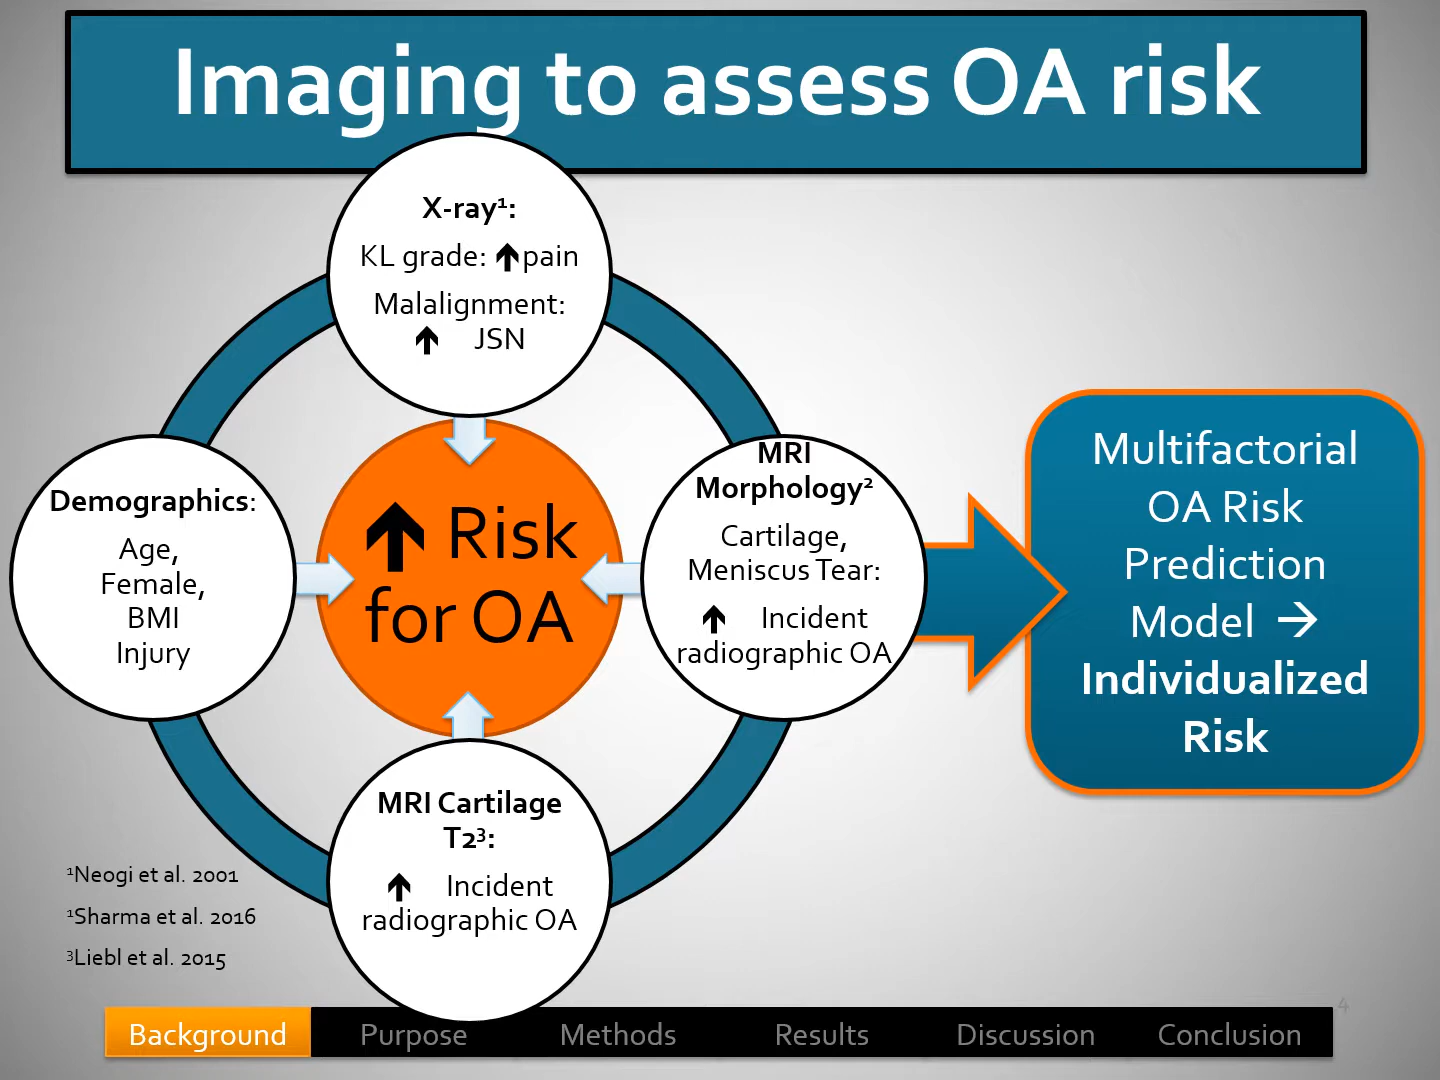 Imaging to assess OA risk
X-ray¹:
KL grade: ↑pain
Malalignment:
↑ JSN
Demographics:
Age,
Female,
BMI
Injury
↑ Risk
for OA
MRI
Morphology²
Cartilage,
Meniscus Tear:
↑ Incident
radiographic OA
MRI Cartilage
T2³:
↑ Incident
radiographic OA
Multifactorial
OA Risk
Prediction
Model →
Individualized
Risk
¹Neogi et al. 2001
¹Sharma et al. 2016
³Liebl et al. 2015
4
Background Purpose Methods Results Discussion Conclusion